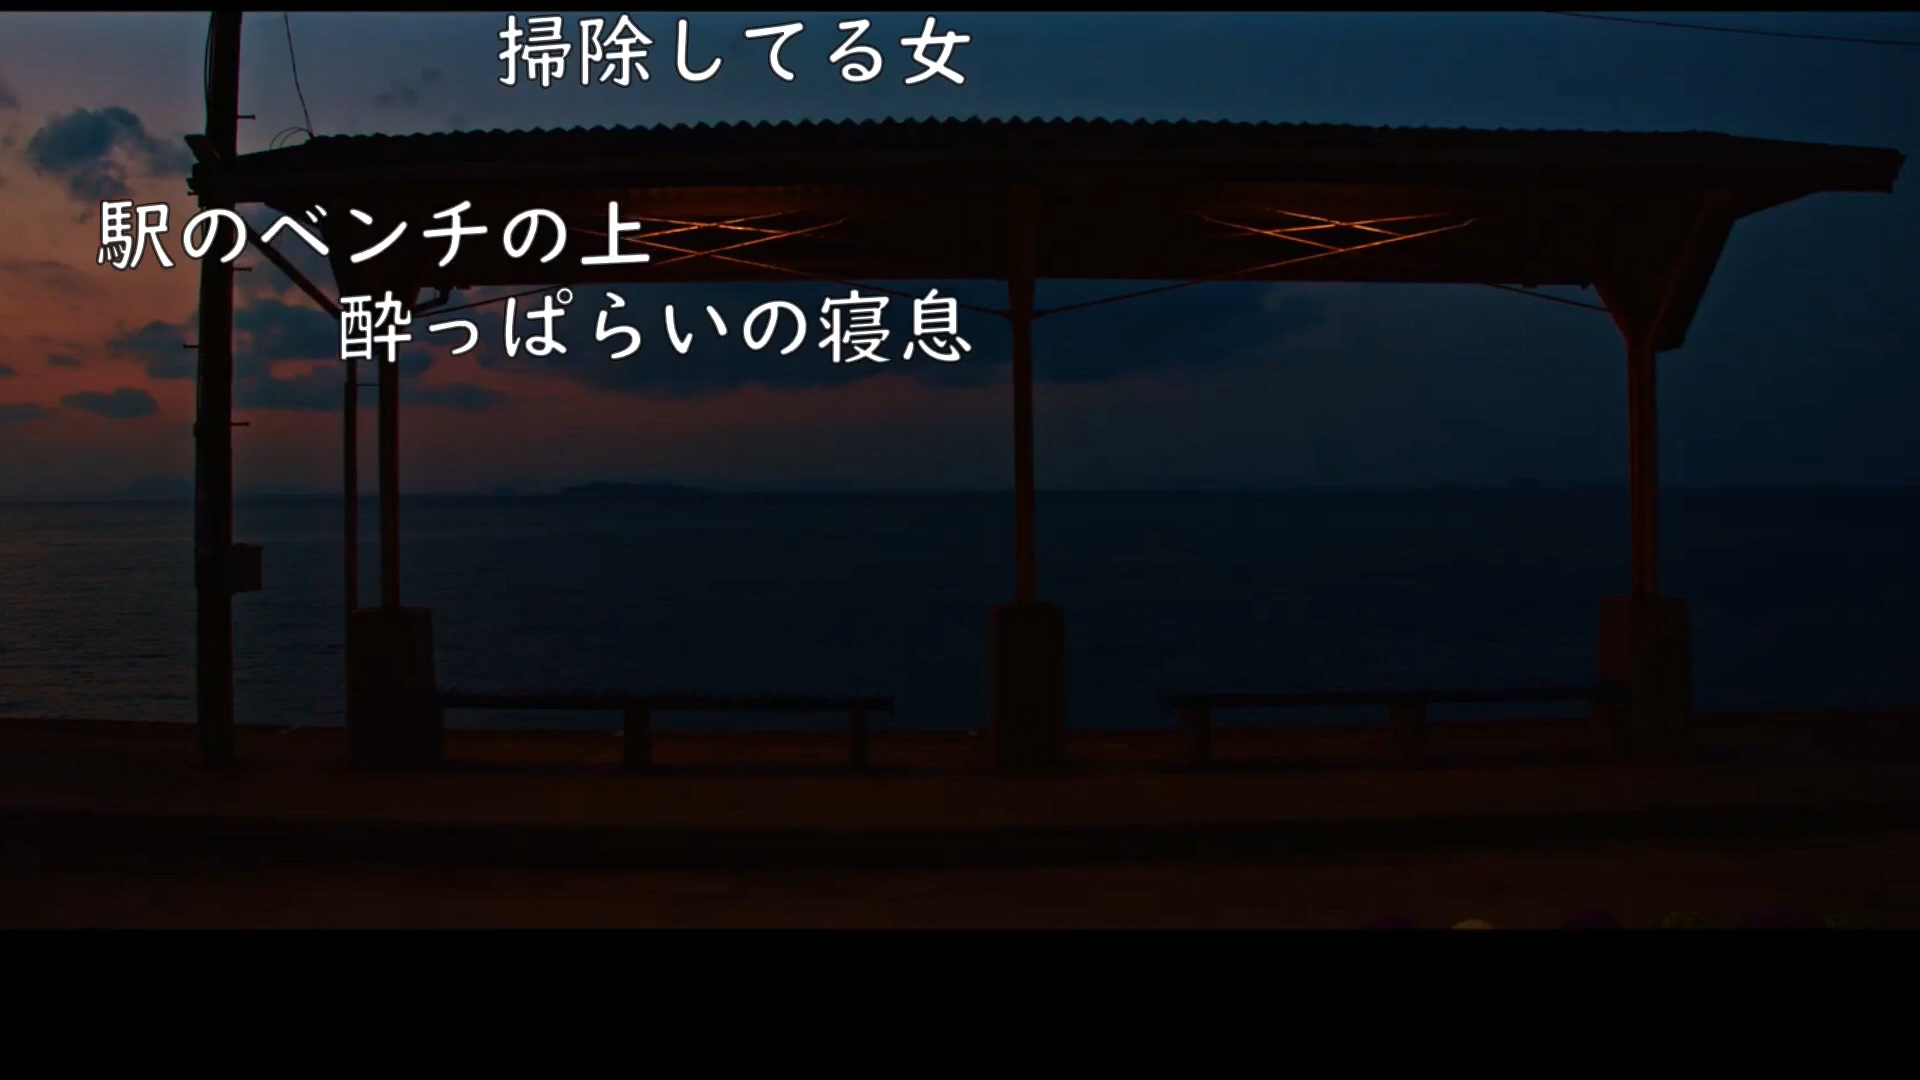 掃除してる女
駅のベンチの上
酔っぱらいの寝息